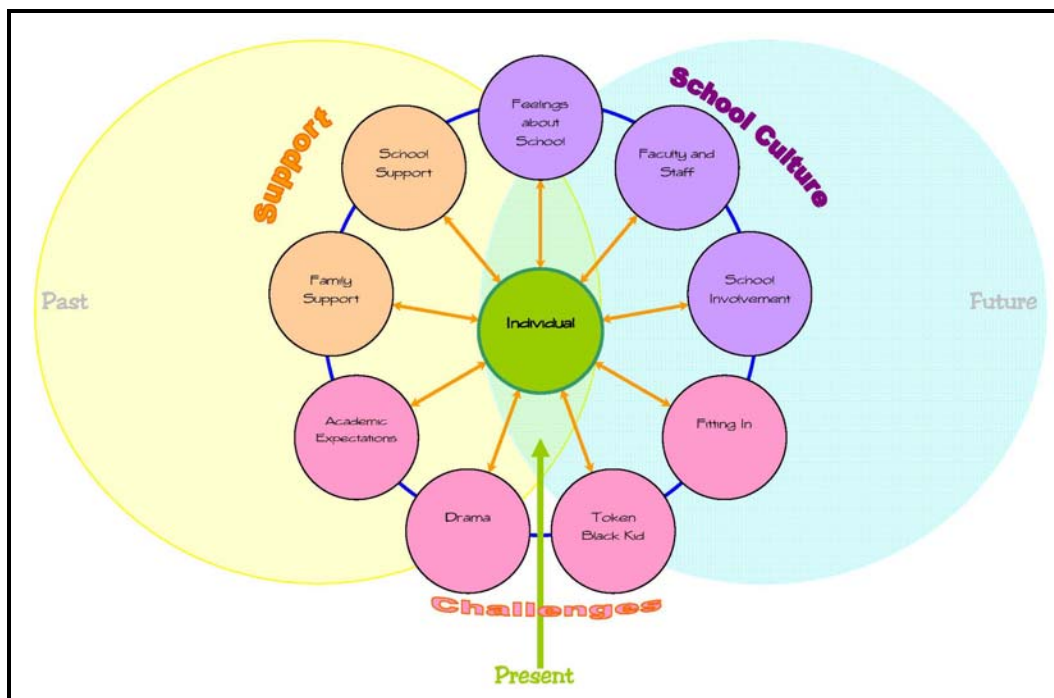 Feelings
about
School
School
Support
Faculty and
Staff
Support
School Culture
Family
Support
School
Involvement
Past
Future
Individual
Academic
Expectations
Fitting In
Drama
Token
Black Kid
Challenges
Present